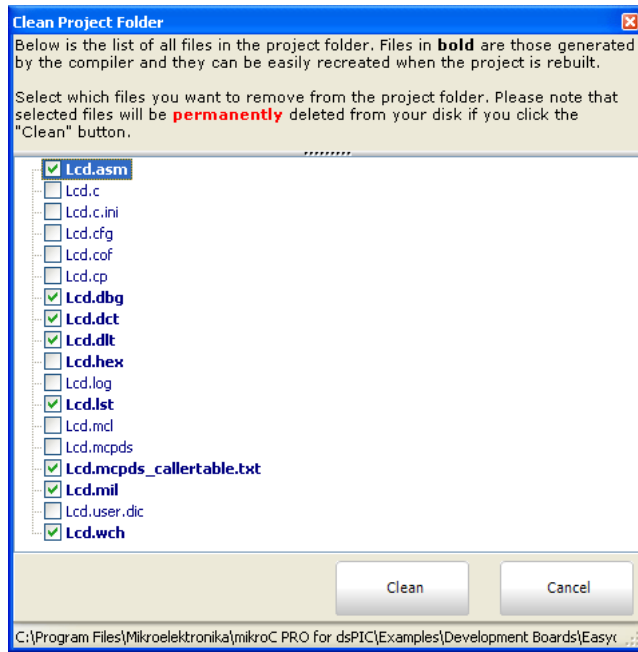 Clean Project Folder
Below is the list of all files in the project folder. Files in bold are those generated
by the compiler and they can be easily recreated when the project is rebuilt.
Select which files you want to remove from the project folder. Please note that
selected files will be permanently deleted from your disk if you click the
"Clean" button.
Lcd.asm
Lcd.c
Lcd.c.ini
Lcd.cfg
Lcd.cof
Lcd.cp
Lcd.dbg
Lcd.dct
Lcd.dlt
Lcd.hex
Lcd.log
Lcd.lst
Lcd.mcl
Lcd.mcpds
Lcd.mcpds_callertable.txt
Lcd.mil
Lcd.user.dic
Lcd.wch
Clean
Cancel
C:\Program Files\Mikroelektronika\mikroC PRO for dsPIC\Examples\Development Boards\Easy